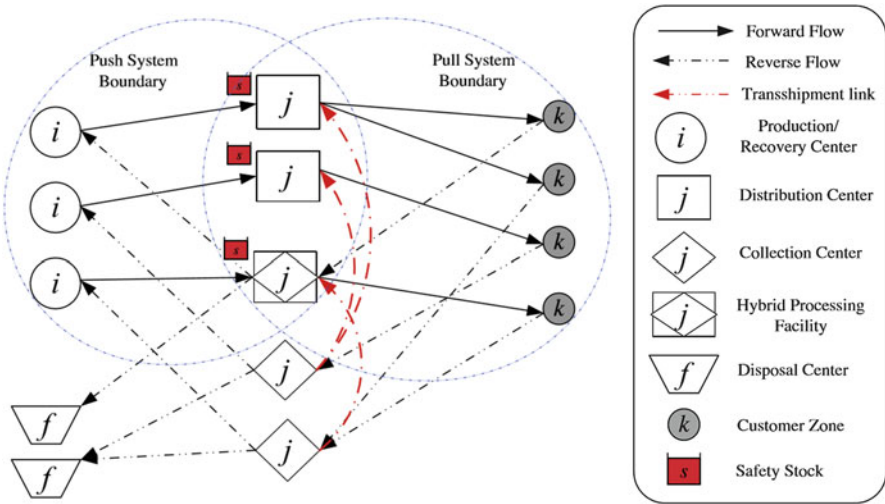 Push System
Boundary
Pull System
Boundary
s
j
k
i
s
j
k
i
k
s
j
i
k
j
f
j
f
Forward Flow
Reverse Flow
Transshipment link
i
Production/
Recovery Center
j
Distribution Center
j
Collection Center
j
Hybrid Processing
Facility
f
Disposal Center
k
Customer Zone
s
Safety Stock